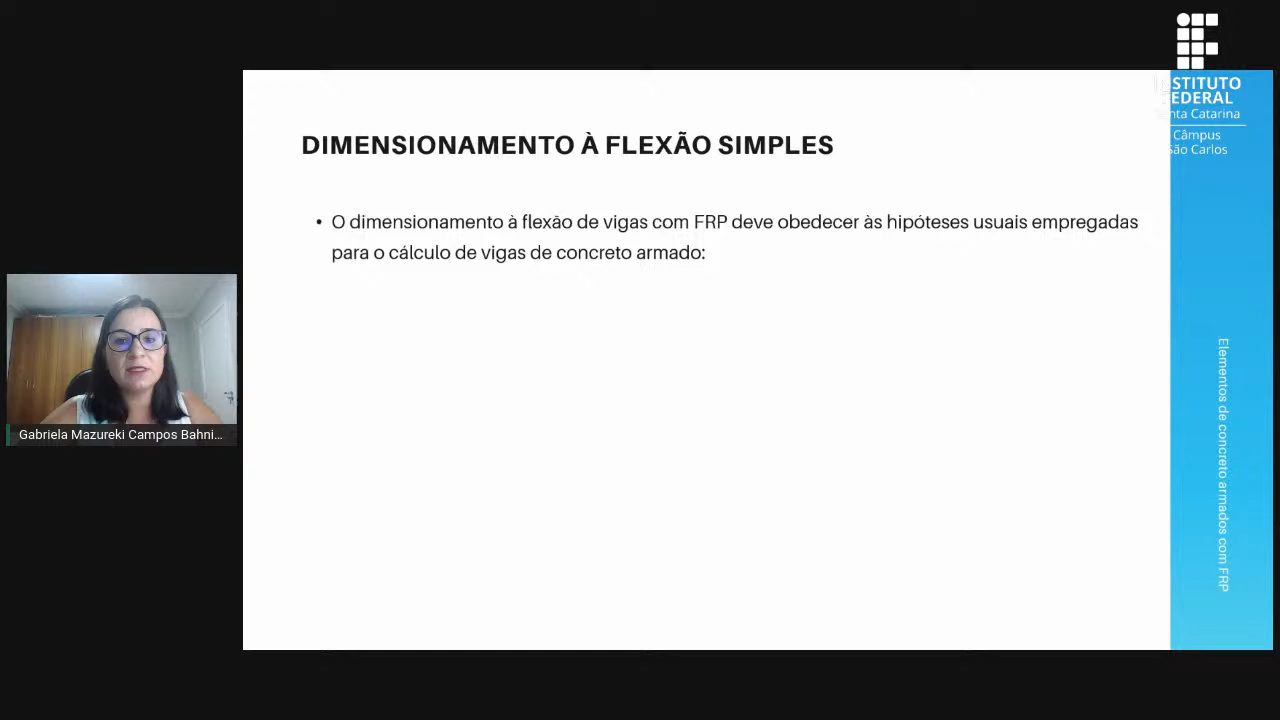 INSTITUTO
FEDERAL
Santa Catarina
Câmpus
São Carlos
DIMENSIONAMENTO À FLEXÃO SIMPLES
• O dimensionamento à flexão de vigas com FRP deve obedecer às hipóteses usuais empregadas
para o cálculo de vigas de concreto armado:
Gabriela Mazureki Campos Bahni...
Elementos de concreto armados com FRP